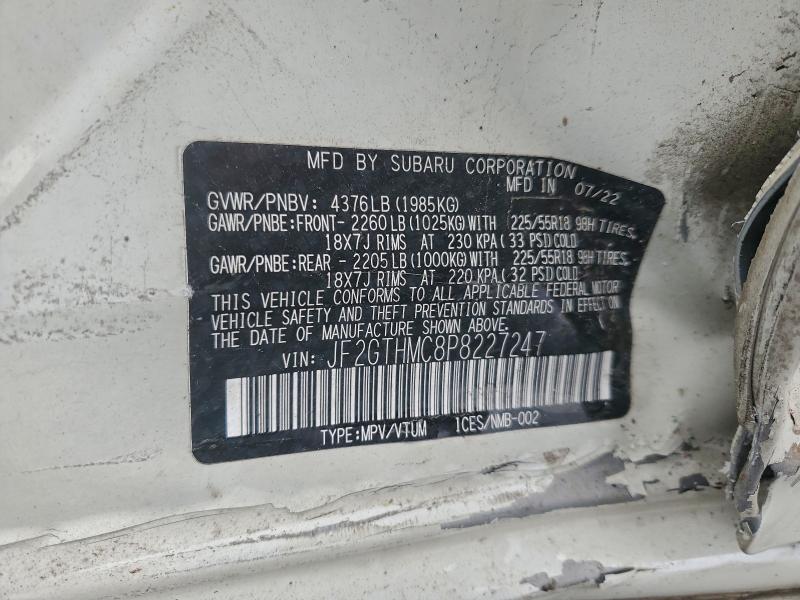 MFD BY SUBARU CORPORATION
MFD IN 07/22
GVWR/PNBV: 4376LB (1985KG)
GAWR/PNBE:FRONT- 2260LB (1025KG) WITH 225/55R18 98H TIRES,
18X7J RIMS AT 230 KPA (33 PSI) COLD
GAWR/PNBE:REAR - 2205LB (1000KG) WITH 225/55R18 98H TIRES,
18X7J RIMS AT 220 KPA (32 PSI) COLD
THIS VEHICLE CONFORMS TO ALL APPLICABLE FEDERAL MOTOR
VEHICLE SAFETY AND THEFT PREVENTION STANDARDS IN EFFECT ON
THE DATE OF MANUFACTURE SHOWN ABOVE.
VIN: JF2GTHMC8P8227247
TYPE:MPV/VTUM 1CES/NMB-002